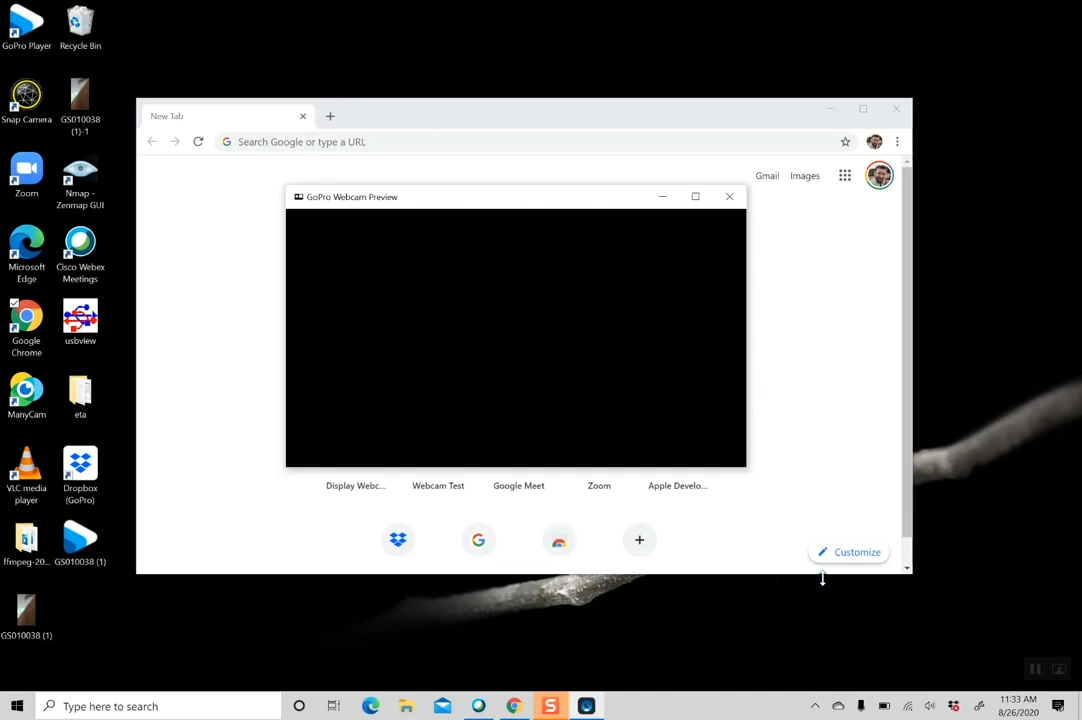 GoPro Player
Recycle Bin
Snap Camera
GS010038
(1)-1
Zoom
Nmap -
Zenmap GUI
Microsoft
Edge
Cisco Webex
Meetings
Google
Chrome
usbview
ManyCam
eta
VLC media
player
Dropbox
(GoPro)
ffmpeg-20...
GS010038 (1)
GS010038 (1)
New Tab
Search Google or type a URL
Gmail
Images
GoPro Webcam Preview
Display Webc...
Webcam Test
Google Meet
Zoom
Apple Develo...
Customize
Type here to search
S
11:33 AM
8/26/2020